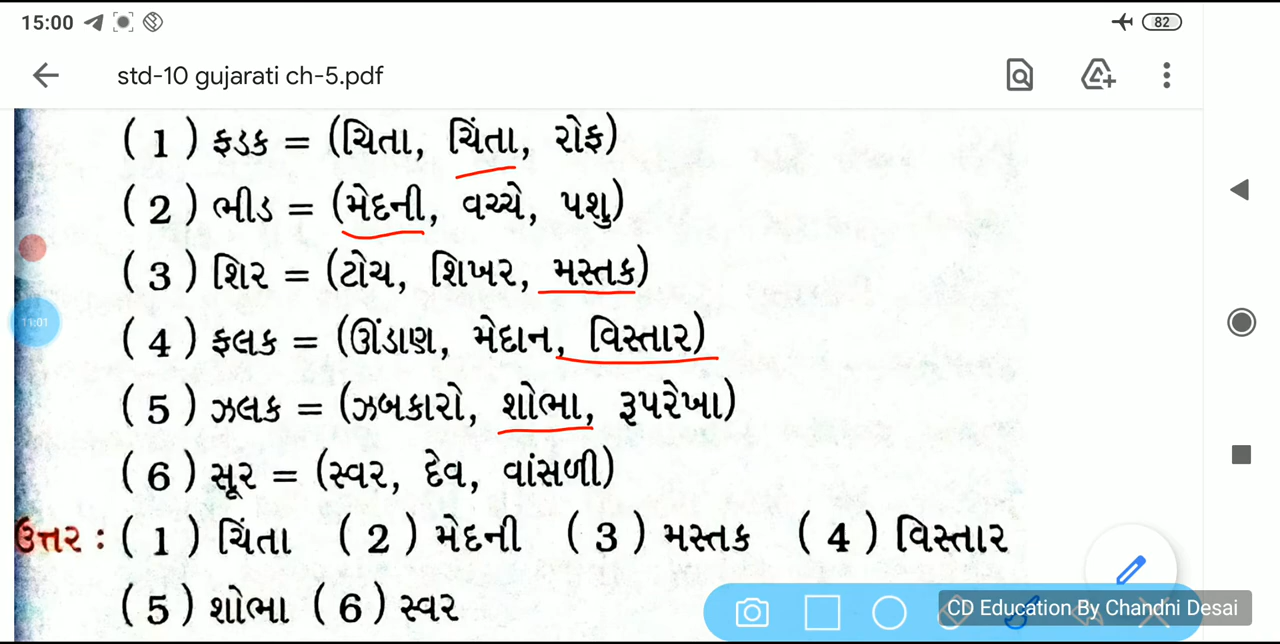 15:00
82
std-10 gujarati ch-5.pdf
( 1 ) ફડક = (ચિતા, ચિંતા, રોફ)
( 2 ) ભીડ = (મેદની, વચ્ચે, પશુ)
( 3 ) શિર = (ટોચ, શિખર, મસ્તક)
11:01
( 4 ) ફલક = (ઊંડાણ, મેદાન, વિસ્તાર)
( 5 ) ઝલક = (ઝબકારો, શોભા, રૂપરેખા)
( 6 ) સૂર = (સ્વર, દેવ, વાંસળી)
ઉત્તર : ( 1 ) ચિંતા ( 2 ) મેદની ( 3 ) મસ્તક ( 4 ) વિસ્તાર
( 5 ) શોભા ( 6 ) સ્વર
CD Education By Chandni Desai